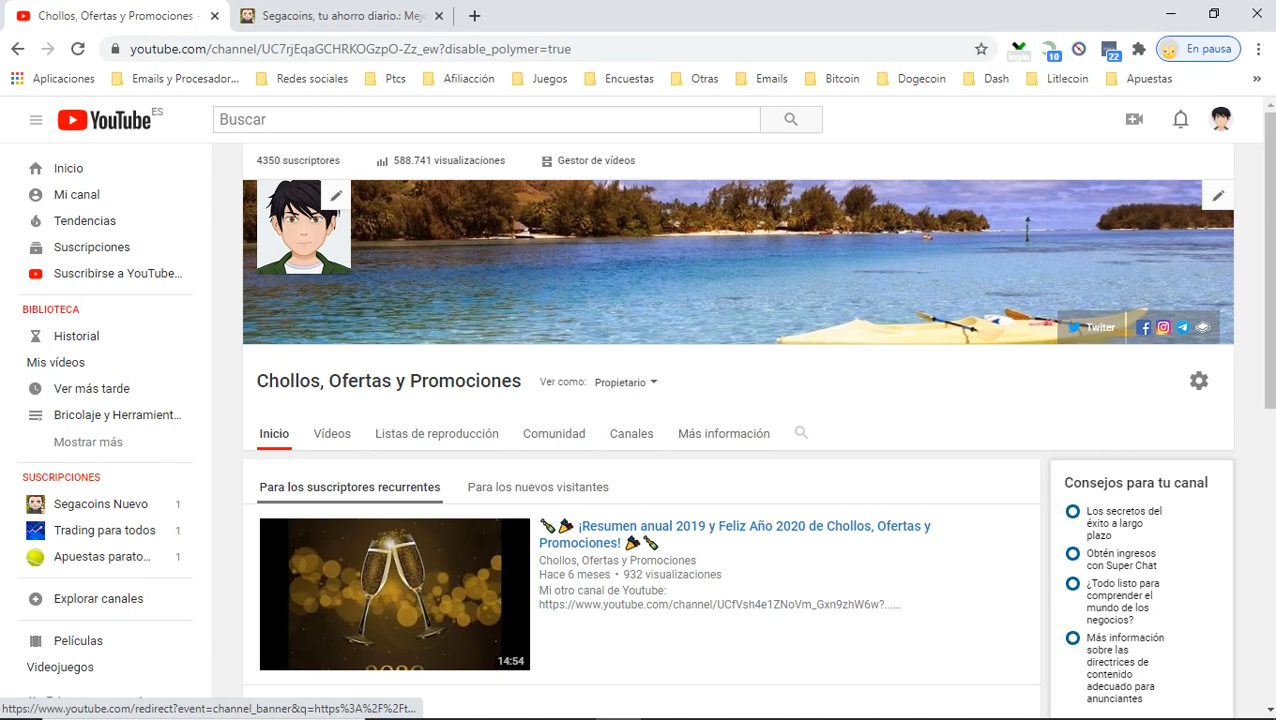 Chollos, Ofertas y Promociones -
Segacoins, tu ahorro diario.: Mejo
youtube.com/channel/UC7rjEqaGCHRKOGzpO-Zz_ew?disable_polymer=true
10
22
En pausa
Aplicaciones
Emails y Procesador...
Redes sociales
Ptcs
Afiliacción
Juegos
Encuestas
Otras
Emails
Bitcoin
Dogecoin
Dash
Litlecoin
Apuestas
»
YouTube ES
Buscar
Inicio
Mi canal
Tendencias
Suscripciones
Suscribirse a YouTube...
BIBLIOTECA
Historial
Mis vídeos
Ver más tarde
Bricolaje y Herramient...
Mostrar más
SUSCRIPCIONES
Segacoins Nuevo 1
Trading para todos 1
Apuestas parato... 1
Explorar canales
Películas
Videojuegos
4350 suscriptores
588.741 visualizaciones
Gestor de vídeos
Twiter
Chollos, Ofertas y Promociones
Ver como: Propietario
Inicio
Vídeos
Listas de reproducción
Comunidad
Canales
Más información
Para los suscriptores recurrentes
Para los nuevos visitantes
14:54
¡Resumen anual 2019 y Feliz Año 2020 de Chollos, Ofertas y
Promociones!
Chollos, Ofertas y Promociones
Hace 6 meses • 932 visualizaciones
Mi otro canal de Youtube:
https://www.youtube.com/channel/UCfVsh4e1ZNoVm_Gxn9zhW6w?......
Consejos para tu canal
Los secretos del
éxito a largo
plazo
Obtén ingresos
con Super Chat
¿Todo listo para
comprender el
mundo de los
negocios?
Más información
sobre las
directrices de
contenido
adecuado para
anunciantes
https://www.youtube.com/redirect?event=channel_banner&q=https%3A%2F%2Ft...